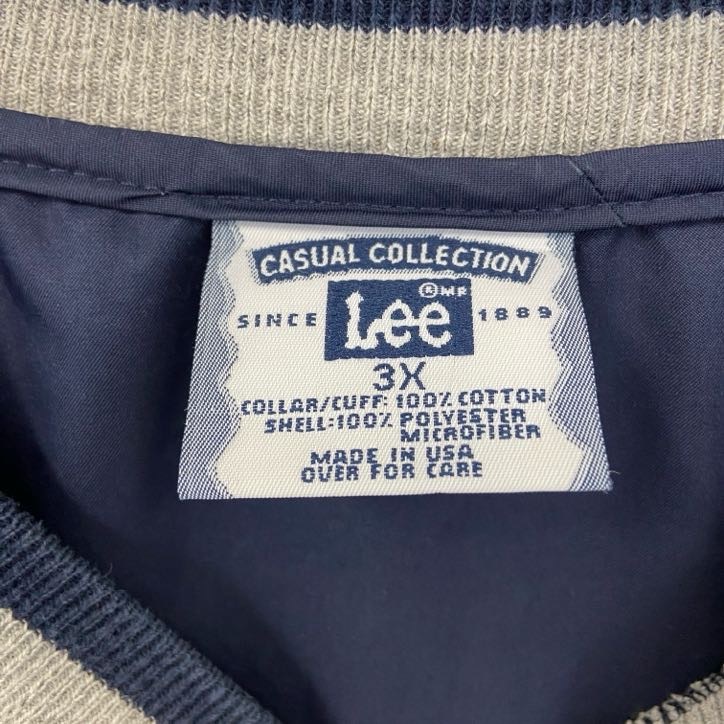 CASUAL COLLECTION
Lee ® MR
SINCE 1889
3X
COLLAR/CUFF: 100% COTTON
SHELL: 100% POLYESTER
MICROFIBER
MADE IN USA
OVER FOR CARE